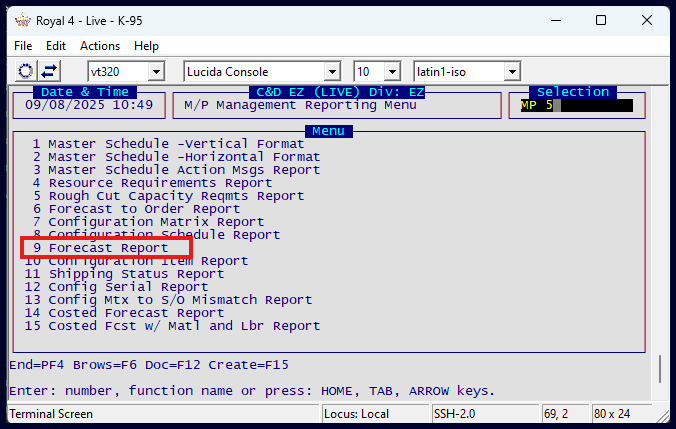 Royal 4 - Live - K-95
File Edit Actions Help
vt320 Lucida Console 10 latin1-iso
Date & Time C&D EZ (LIVE) Div: EZ Selection
09/08/2025 10:49 M/P Management Reporting Menu MP 5
Menu
1 Master Schedule -Vertical Format
2 Master Schedule -Horizontal Format
3 Master Schedule Action Msgs Report
4 Resource Requirements Report
5 Rough Cut Capacity Reqmts Report
6 Forecast to Order Report
7 Configuration Matrix Report
8 Configuration Schedule Report
9 Forecast Report
10 Configuration Item Report
11 Shipping Status Report
12 Config Serial Report
13 Config Mtx to S/O Mismatch Report
14 Costed Forecast Report
15 Costed Fcst w/ Matl and Lbr Report
End=PF4 Brows=F6 Doc=F12 Create=F15
Enter: number, function name or press: HOME, TAB, ARROW keys.
Terminal Screen Locus: Local SSH-2.0 69, 2 80 x 24